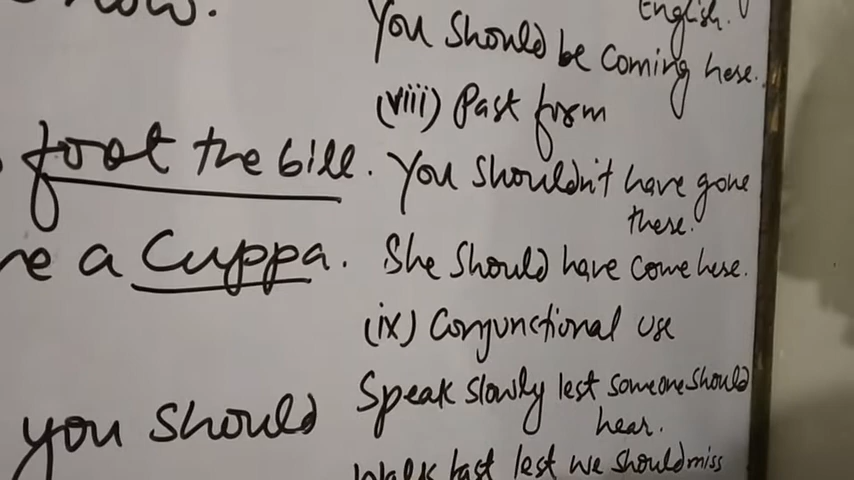 now.
foot the bill.
a Cuppa.
you should
English.
You should be coming here.
(viii) Past form
You shouldn't have gone
there.
She should have come here.
(ix) Conjunctional use
Speak slowly lest someone should
hear.
Walk fast lest we should miss